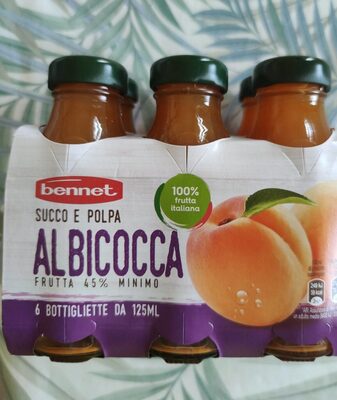 bennet
100%
frutta
italiana
SUCCO E POLPA
ALBICOCCA
FRUTTA 45% MINIMO
6 BOTTIGLIETTE DA 125ML